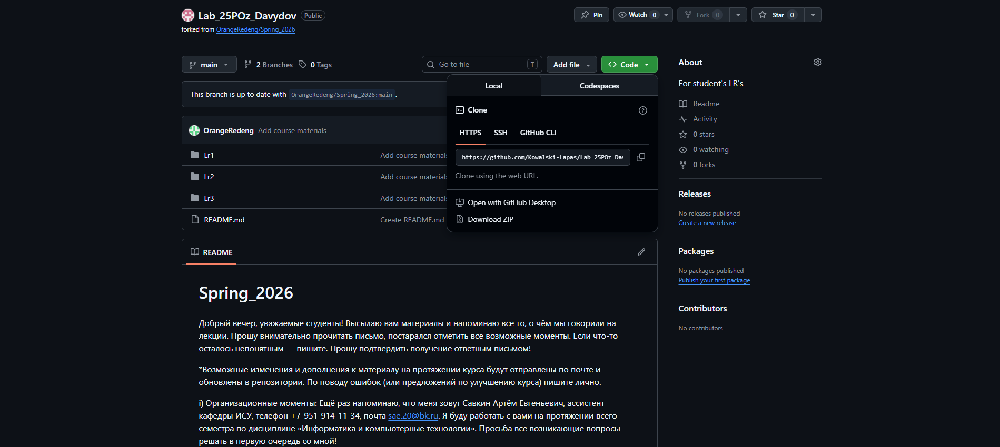 Lab_25POz_Davydov Public
Pin
Watch 0
Fork 0
Star 0
forked from OrangeRedeng/Spring_2026
main
2 Branches
0 Tags
Go to file T
Add file
Code
This branch is up to date with OrangeRedeng/Spring_2026:main.
OrangeRedeng Add course materials
Lr1 Add course materials
Lr2 Add course materials
Lr3 Add course materials
README.md Create README.md
Local
Codespaces
Clone
HTTPS SSH GitHub CLI
https://github.com/Kowalski-Lapas/Lab_25POz_Dav
Clone using the web URL.
Open with GitHub Desktop
Download ZIP
README
Spring_2026
Добрый вечер, уважаемые студенты! Высылаю вам материалы и напоминаю все то, о чём мы говорили на
лекции. Прошу внимательно прочитать письмо, постарался отметить все возможные моменты. Если что-то
осталось непонятным — пишите. Прошу подтвердить получение ответным письмом!
*Возможные изменения и дополнения к материалу на протяжении курса будут отправлены по почте и
обновлены в репозитории. По поводу ошибок (или предложений по улучшению курса) пишите лично.
i) Организационные моменты: Ещё раз напоминаю, что меня зовут Савкин Артём Евгеньевич, ассистент
кафедры ИСУ, телефон +7-951-914-11-34, почта sae.20@bk.ru. Я буду работать с вами на протяжении всего
семестра по дисциплине «Информатика и компьютерные технологии». Просьба все возникающие вопросы
решать в первую очередь со мной!
About
For student's LR's
Readme
Activity
0 stars
0 watching
0 forks
Releases
No releases published
Create a new release
Packages
No packages published
Publish your first package
Contributors
No contributors